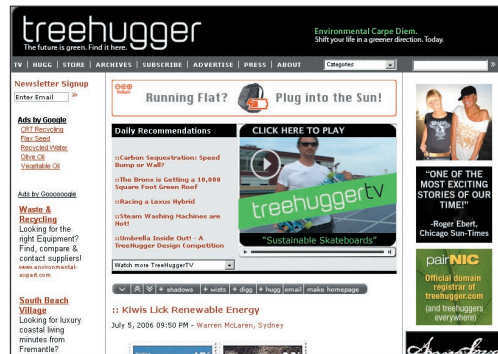 treehugger
The future is green. Find it here.
Environmental Carpe Diem.
Shift your life in a greener direction. Today.
TV | HUGG | STORE | ARCHIVES | SUBSCRIBE | ADVERTISE | PRESS | ABOUT
Categories
»
Newsletter Signup
Enter Email »
Ads by Google
CRT Recycling
Flax Seed
Recycled Water
Olive Oil
Vegetable Oil
Ads by Goooooogle
Waste &
Recycling
Looking for the
right Equipment?
Find, compare &
contact suppliers!
www.environmental-
expert.com
South Beach
Village
Looking for luxury
coastal living
minutes from
Fremantle?
Voltaic
Running Flat?
Plug into the Sun!
Daily Recommendations
::Carbon Sequestration: Speed
Bump or Wall?
::The Bronx is Getting a 10,000
Square Foot Green Roof
::Racing a Lexus Hybrid
::Steam Washing Machines are
Hot!
::Umbrella Inside Out! - A
TreeHugger Design Competition
Watch more TreeHuggerTV
CLICK HERE TO PLAY
treehuggertv
"Sustainable Skateboards"
+ shadows + wists + digg + hugg email make homepage
:: Kiwis Lick Renewable Energy
July 5, 2006 09:50 PM - Warren McLaren, Sydney
"ONE OF THE
MOST EXCITING
STORIES OF OUR
TIME!"
-Roger Ebert,
Chicago Sun-Times
pairNIC
Official domain
registrar of
treehugger.com
(and treehuggers
everywhere)